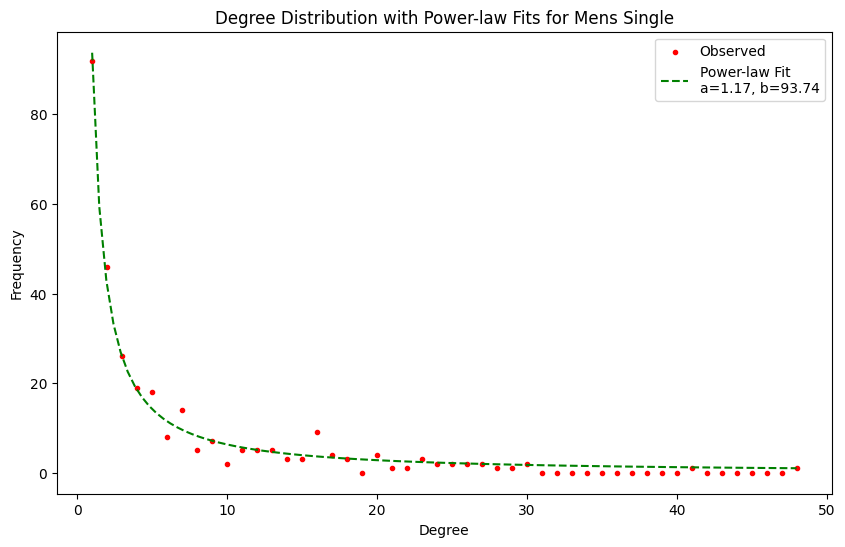 Degree Distribution with Power-law Fits for Mens Single
Observed
Power-law Fit
a=1.17, b=93.74
Frequency
80
60
40
20
0
0 10 20 30 40 50
Degree